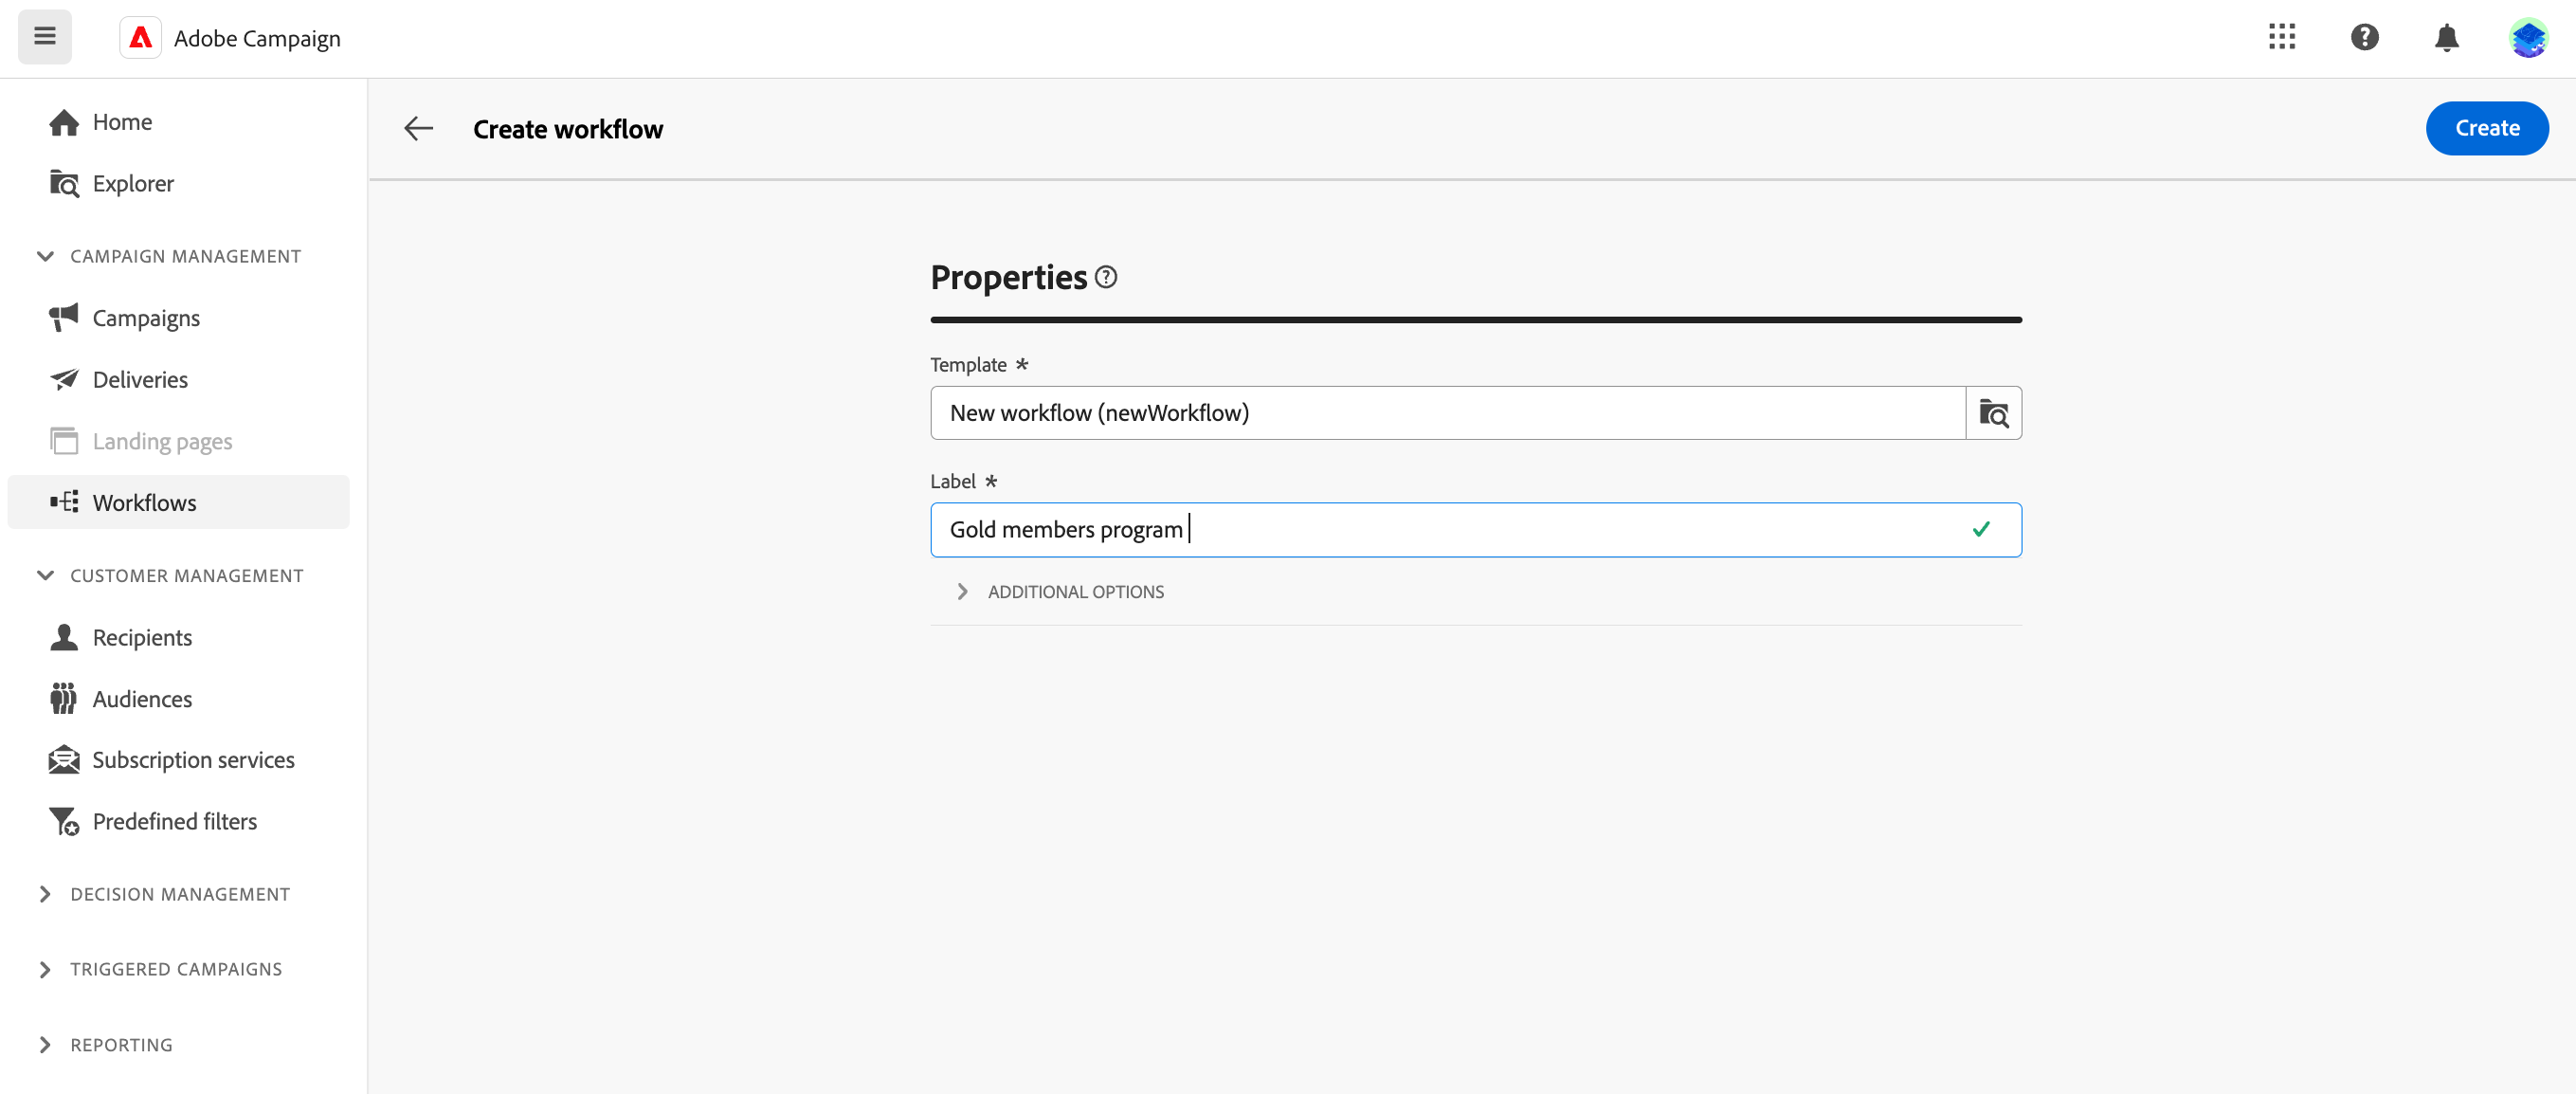 Adobe Campaign
Home
Explorer
CAMPAIGN MANAGEMENT
Campaigns
Deliveries
Landing pages
Workflows
CUSTOMER MANAGEMENT
Recipients
Audiences
Subscription services
Predefined filters
DECISION MANAGEMENT
TRIGGERED CAMPAIGNS
REPORTING
Create workflow
Create
Properties
Template *
New workflow (newWorkflow)
Label *
Gold members program
ADDITIONAL OPTIONS